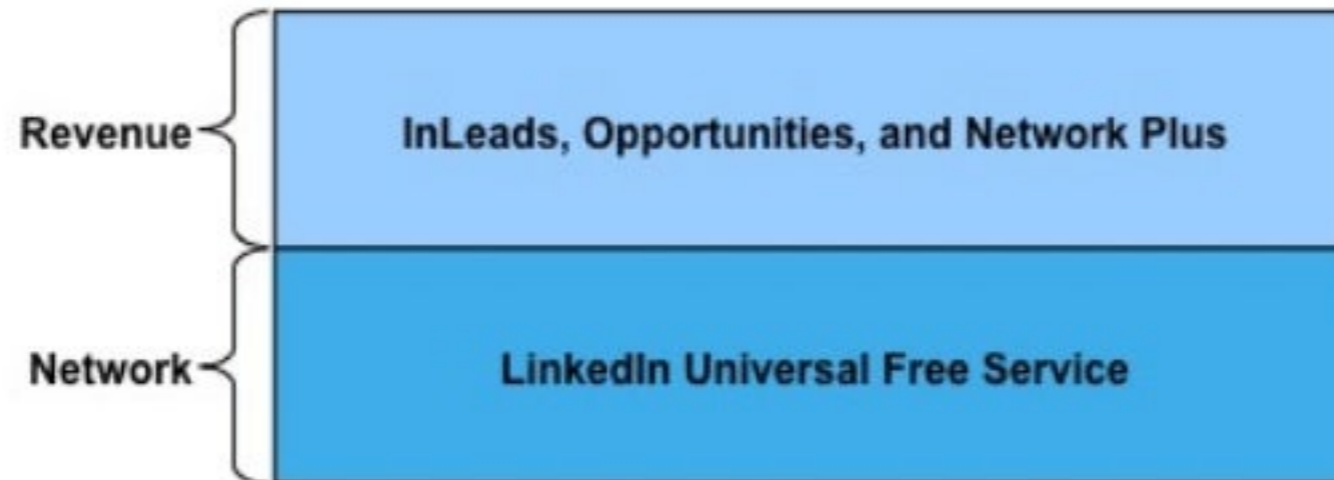 Revenue
InLeads, Opportunities, and Network Plus
Network
LinkedIn Universal Free Service